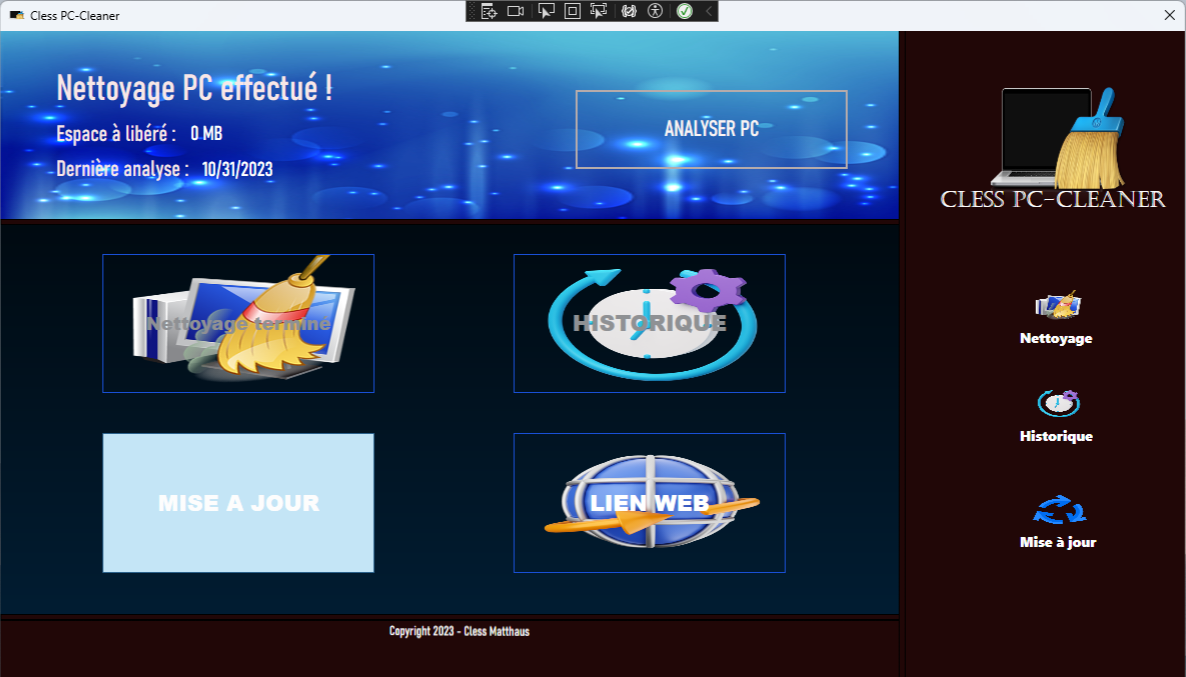 Cless PC-Cleaner
Nettoyage PC effectué !
Espace à libéré : 0 MB
Dernière analyse : 10/31/2023
ANALYSER PC
CLESS PC-CLEANER
Nettoyage terminé
HISTORIQUE
MISE A JOUR
LIEN WEB
Nettoyage
Historique
Mise à jour
Copyright 2023 - Cless Matthaus